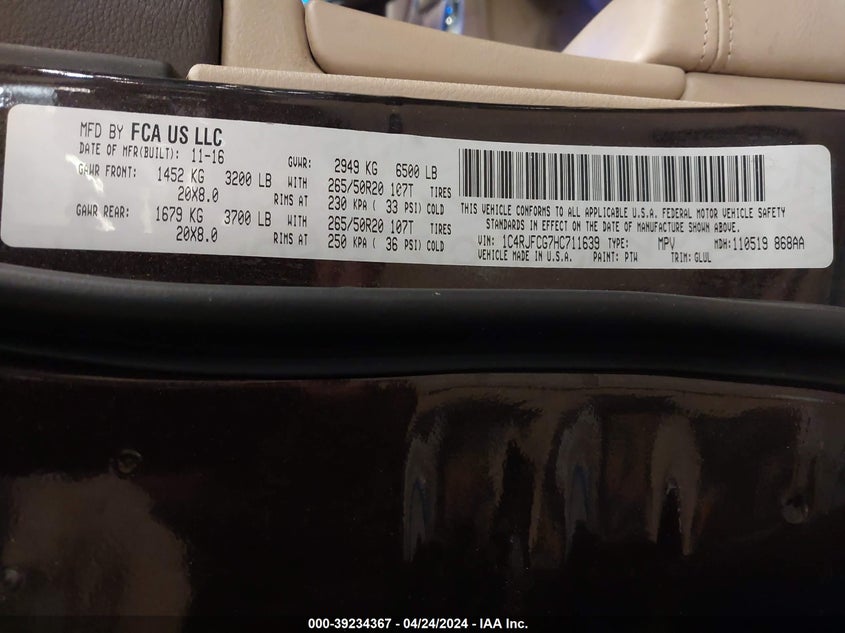 MFD BY FCA US LLC
DATE OF MFR(BUILT): 11-16 GVWR: 2949 KG 6500 LB
GAWR FRONT: 1452 KG 3200 LB WITH 265/50R20 107T TIRES
20X8.0 RIMS AT 230 KPA ( 33 PSI) COLD
GAWR REAR: 1679 KG 3700 LB WITH 265/50R20 107T TIRES
20X8.0 RIMS AT 250 KPA ( 36 PSI) COLD
THIS VEHICLE CONFORMS TO ALL APPLICABLE U.S.A. FEDERAL MOTOR VEHICLE SAFETY
STANDARDS IN EFFECT ON THE DATE OF MANUFACTURE SHOWN ABOVE.
VIN: 1C4RJFCG7HC711639 TYPE: MPV MDH: 110519 868AA
VEHICLE MADE IN U.S.A. PAINT: PTW TRIM: GLUL
000-39234367 - 04/24/2024 - IAA Inc.